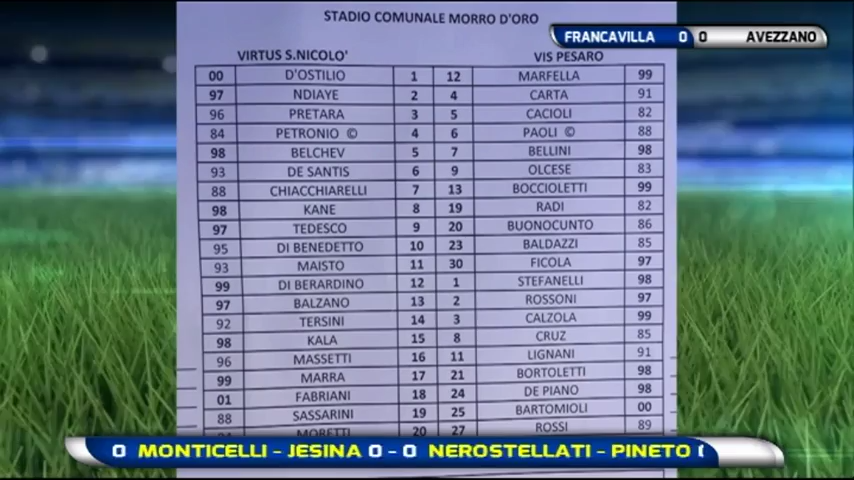 STADIO COMUNALE MORRO D'ORO
FRANCAVILLA 0 0 AVEZZANO
VIRTUS S.NICOLO' VIS PESARO
00 D'OSTILIO 1 12 MARFELLA 99
97 NDIAYE 2 4 CARTA 91
96 PRETARA 3 5 CACIOLI 82
84 PETRONIO © 4 6 PAOLI © 88
98 BELCHEV 5 7 BELLINI 98
93 DE SANTIS 6 9 OLCESE 83
88 CHIACCHIARELLI 7 13 BOCCIOLETTI 99
98 KANE 8 19 RADI 82
97 TEDESCO 9 20 BUONOCUNTO 86
95 DI BENEDETTO 10 23 BALDAZZI 85
93 MAISTO 11 30 FICOLA 97
99 DI BERARDINO 12 1 STEFANELLI 98
97 BALZANO 13 2 ROSSONI 97
92 TERSINI 14 3 CALZOLA 99
98 KALA 15 8 CRUZ 85
96 MASSETTI 16 11 LIGNANI 91
99 MARRA 17 21 BORTOLETTI 98
01 FABRIANI 18 24 DE PIANO 98
88 SASSARINI 19 25 BARTOMIOLI 00
MORETTI 20 27 ROSSI 89
0 MONTICELLI - JESINA 0 - 0 NEROSTELLATI - PINETO